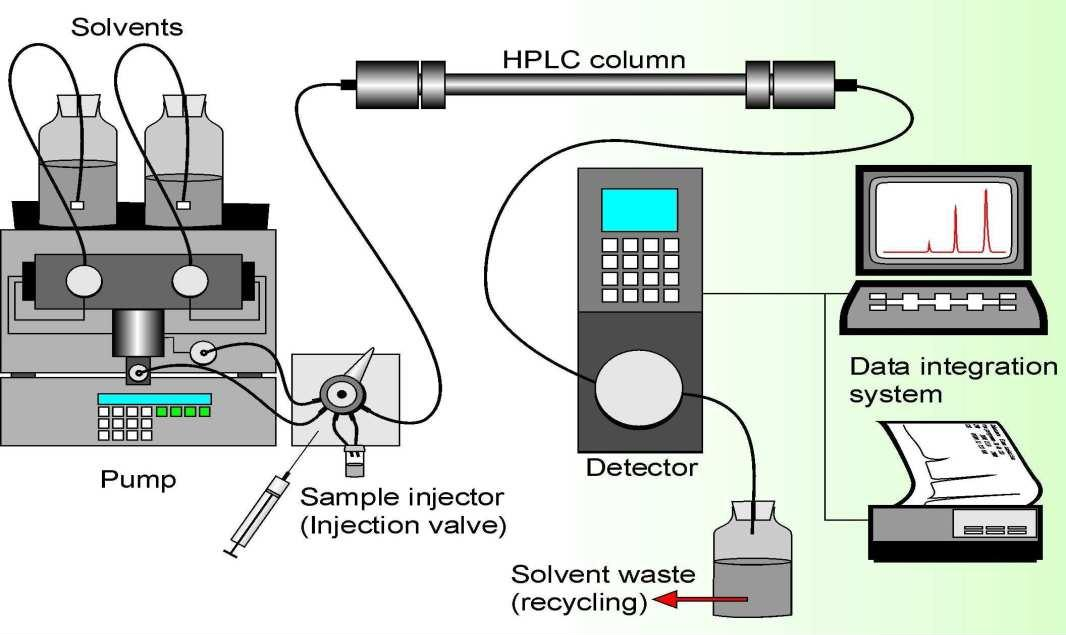 Solvents
HPLC column
Data integration
system
Pump
Sample injector
(Injection valve)
Detector
Solvent waste
(recycling)